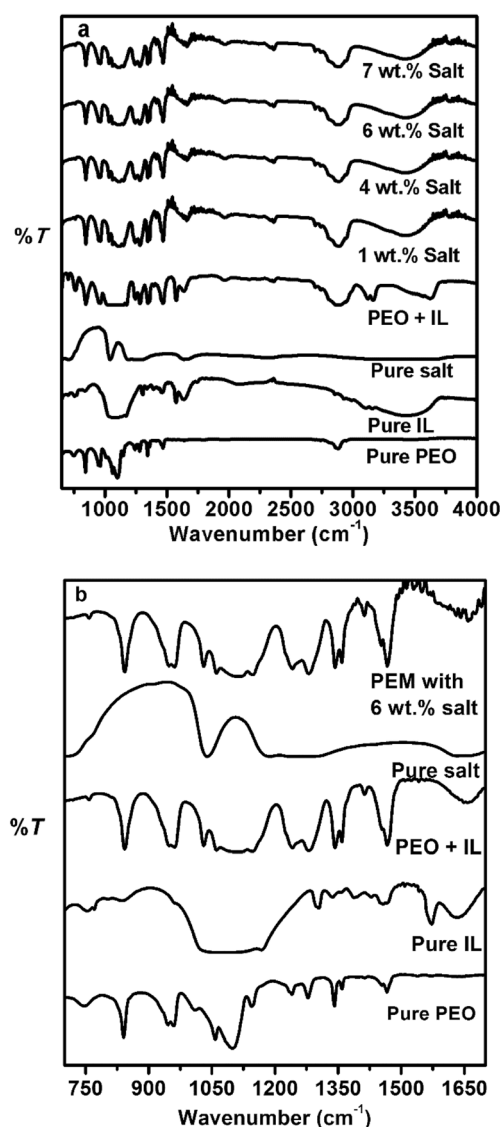 a
7 wt.% Salt
6 wt.% Salt
4 wt.% Salt
1 wt.% Salt
%T
PEO + IL
Pure salt
Pure IL
Pure PEO
1000 1500 2000 2500 3000 3500 4000
Wavenumber (cm⁻¹)
b
PEM with
6 wt.% salt
Pure salt
%T
PEO + IL
Pure IL
Pure PEO
750 900 1050 1200 1350 1500 1650
Wavenumber (cm⁻¹)